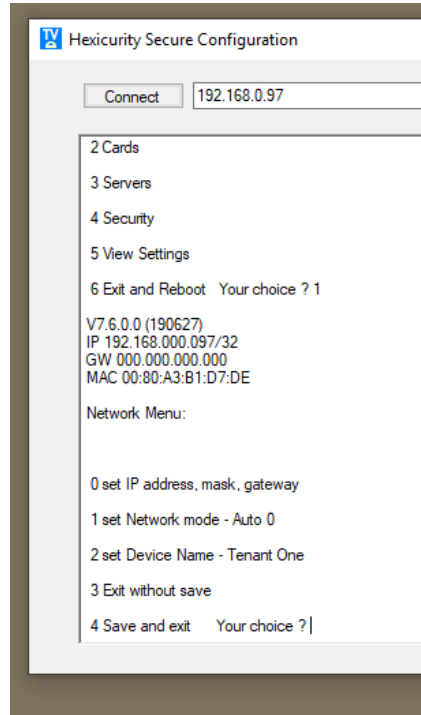 TV
Hexicurity Secure Configuration
Connect 192.168.0.97
2 Cards
3 Servers
4 Security
5 View Settings
6 Exit and Reboot Your choice ? 1
V7.6.0.0 (190627)
IP 192.168.000.097/32
GW 000.000.000.000
MAC 00:80:A3:B1:D7:DE
Network Menu:
0 set IP address, mask, gateway
1 set Network mode - Auto 0
2 set Device Name - Tenant One
3 Exit without save
4 Save and exit Your choice ?